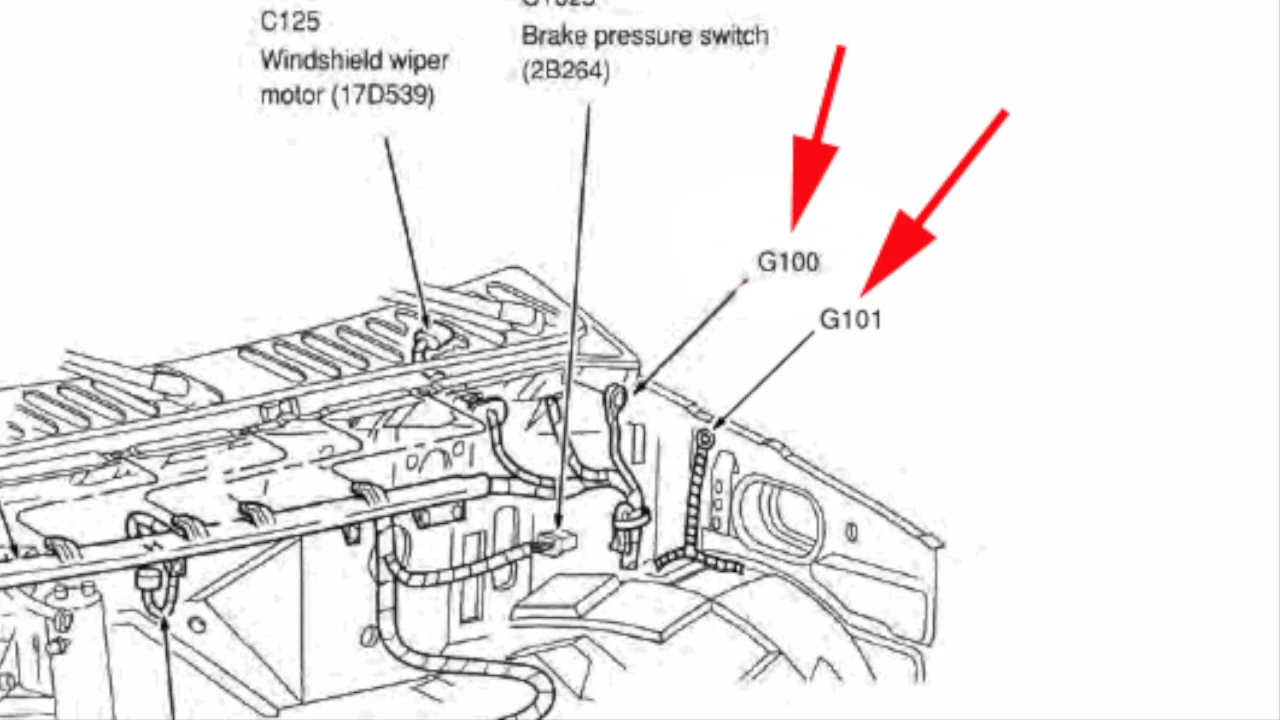 C125
Windshield wiper
motor (17D539)
Brake pressure switch
(2B264)
G100
G101